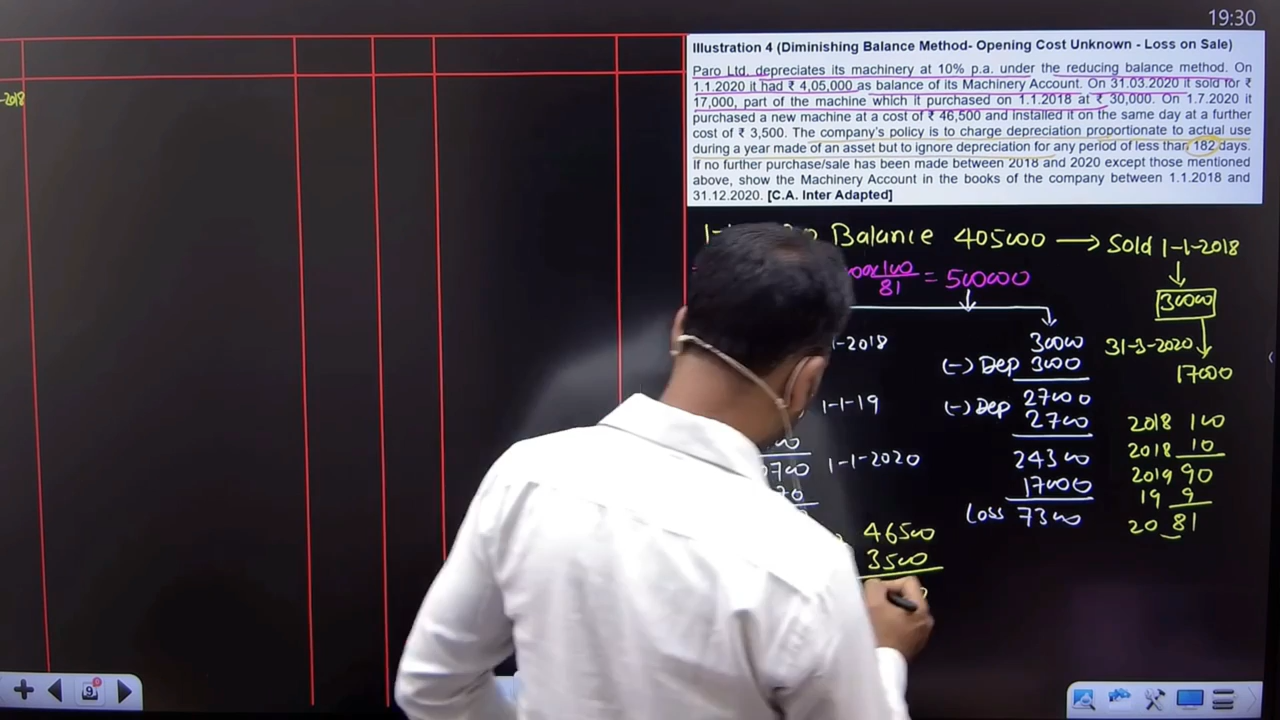 19:30
Illustration 4 (Diminishing Balance Method- Opening Cost Unknown - Loss on Sale)
Paro Ltd. depreciates its machinery at 10% p.a. under the reducing balance method. On
1.1.2020 it had ₹ 4,05,000 as balance of its Machinery Account. On 31.03.2020 it sold for ₹
17,000, part of the machine which it purchased on 1.1.2018 at ₹ 30,000. On 1.7.2020 it
purchased a new machine at a cost of ₹ 46,500 and installed it on the same day at a further
cost of ₹ 3,500. The company's policy is to charge depreciation proportionate to actual use
during a year made of an asset but to ignore depreciation for any period of less than 182 days.
If no further purchase/sale has been made between 2018 and 2020 except those mentioned
above, show the Machinery Account in the books of the company between 1.1.2018 and
31.12.2020. [C.A. Inter Adapted]
-2018
Balance 405000 → Sold 1-1-2018
100
81
= 500000
30000
-2018
30000
31-3-2020
(-) Dep 3000
17000
1-1-19
27000
(-) Dep 2700
2018 100
2018 10
1-1-2020
24300
2019 90
17000
19 9
Loss 7300
20 81
46500
3500
9